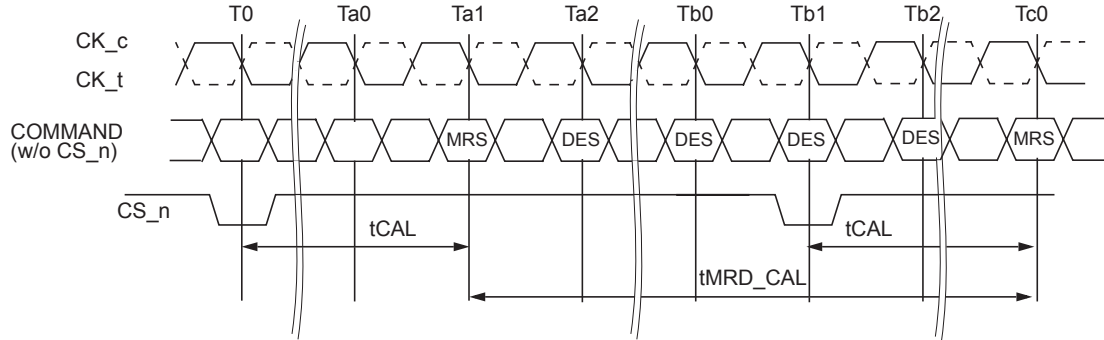 T0 Ta0 Ta1 Ta2 Tb0 Tb1 Tb2 Tc0
CK_c
CK_t
COMMAND
(w/o CS_n)
MRS DES DES DES DES MRS
CS_n
tCAL tCAL
tMRD_CAL